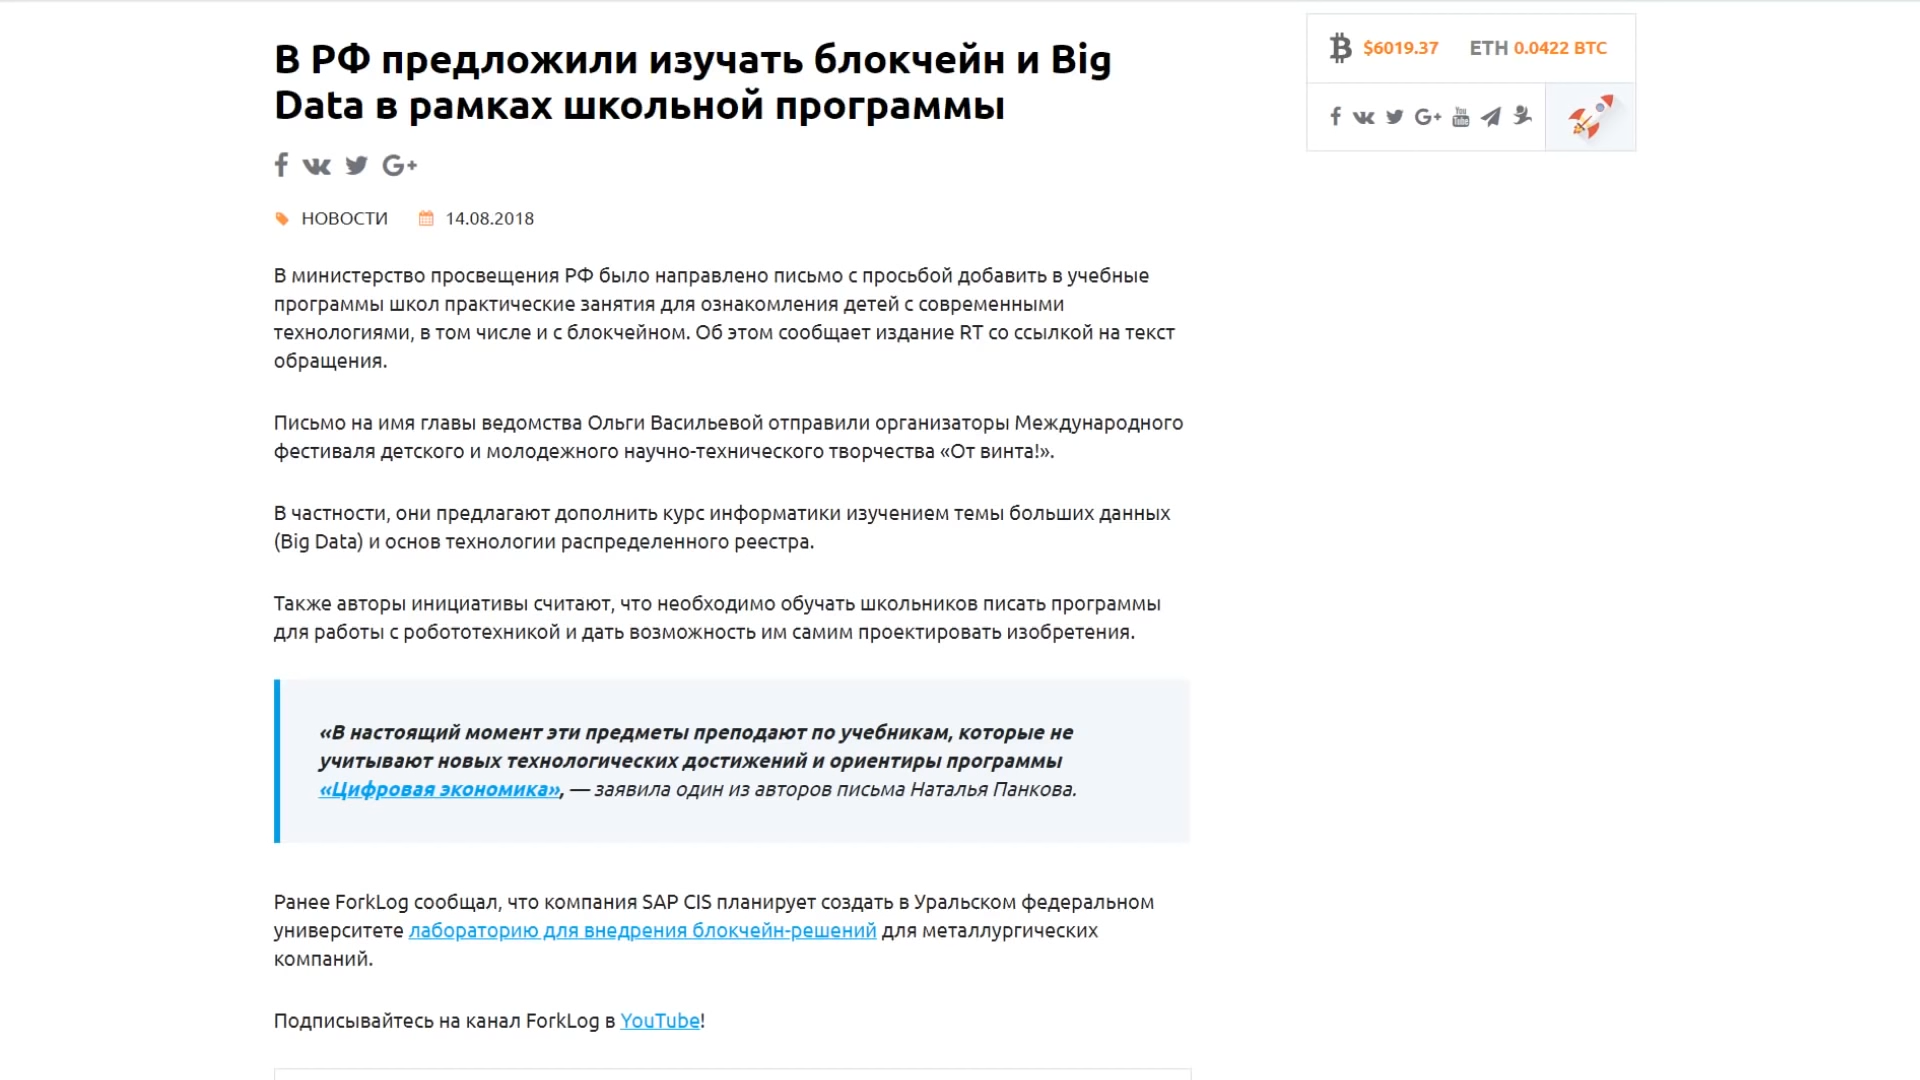 В РФ предложили изучать блокчейн и Big
Data в рамках школьной программы
НОВОСТИ 14.08.2018
В министерство просвещения РФ было направлено письмо с просьбой добавить в учебные
программы школ практические занятия для ознакомления детей с современными
технологиями, в том числе и с блокчейном. Об этом сообщает издание RT со ссылкой на текст
обращения.
Письмо на имя главы ведомства Ольги Васильевой отправили организаторы Международного
фестиваля детского и молодежного научно-технического творчества «От винта!».
В частности, они предлагают дополнить курс информатики изучением темы больших данных
(Big Data) и основ технологии распределенного реестра.
Также авторы инициативы считают, что необходимо обучать школьников писать программы
для работы с робототехникой и дать возможность им самим проектировать изобретения.
«В настоящий момент эти предметы преподают по учебникам, которые не
учитывают новых технологических достижений и ориентиры программы
«Цифровая экономика», — заявила один из авторов письма Наталья Панкова.
Ранее ForkLog сообщал, что компания SAP CIS планирует создать в Уральском федеральном
университете лабораторию для внедрения блокчейн-решений для металлургических
компаний.
Подписывайтесь на канал ForkLog в YouTube!
$6019.37 ETH 0.0422 BTC